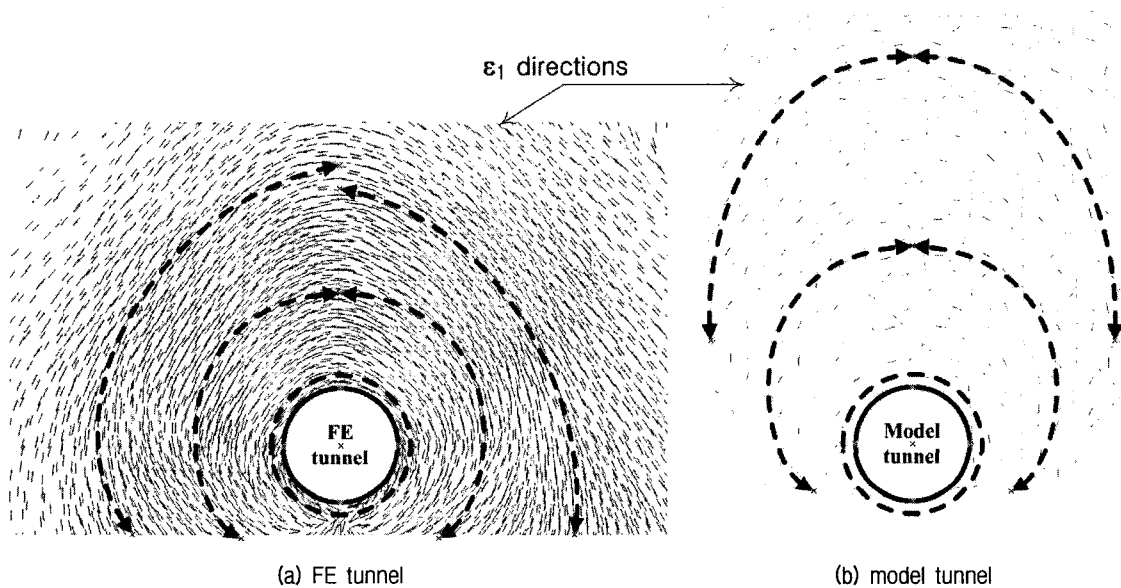 ε₁ directions
FE
tunnel
Model
tunnel
(a) FE tunnel
(b) model tunnel